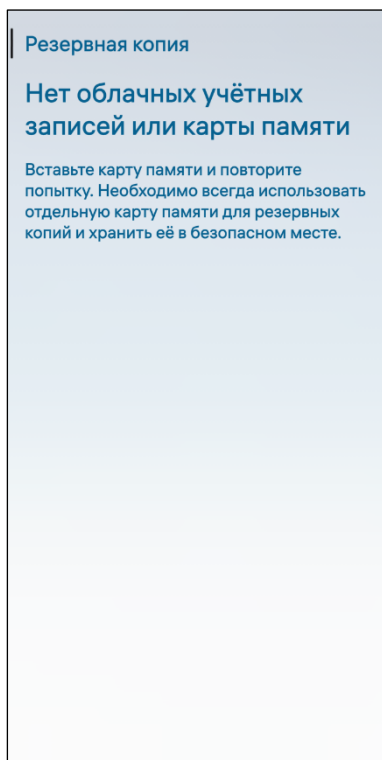 Резервная копия
Нет облачных учётных
записей или карты памяти
Вставьте карту памяти и повторите
попытку. Необходимо всегда использовать
отдельную карту памяти для резервных
копий и хранить её в безопасном месте.